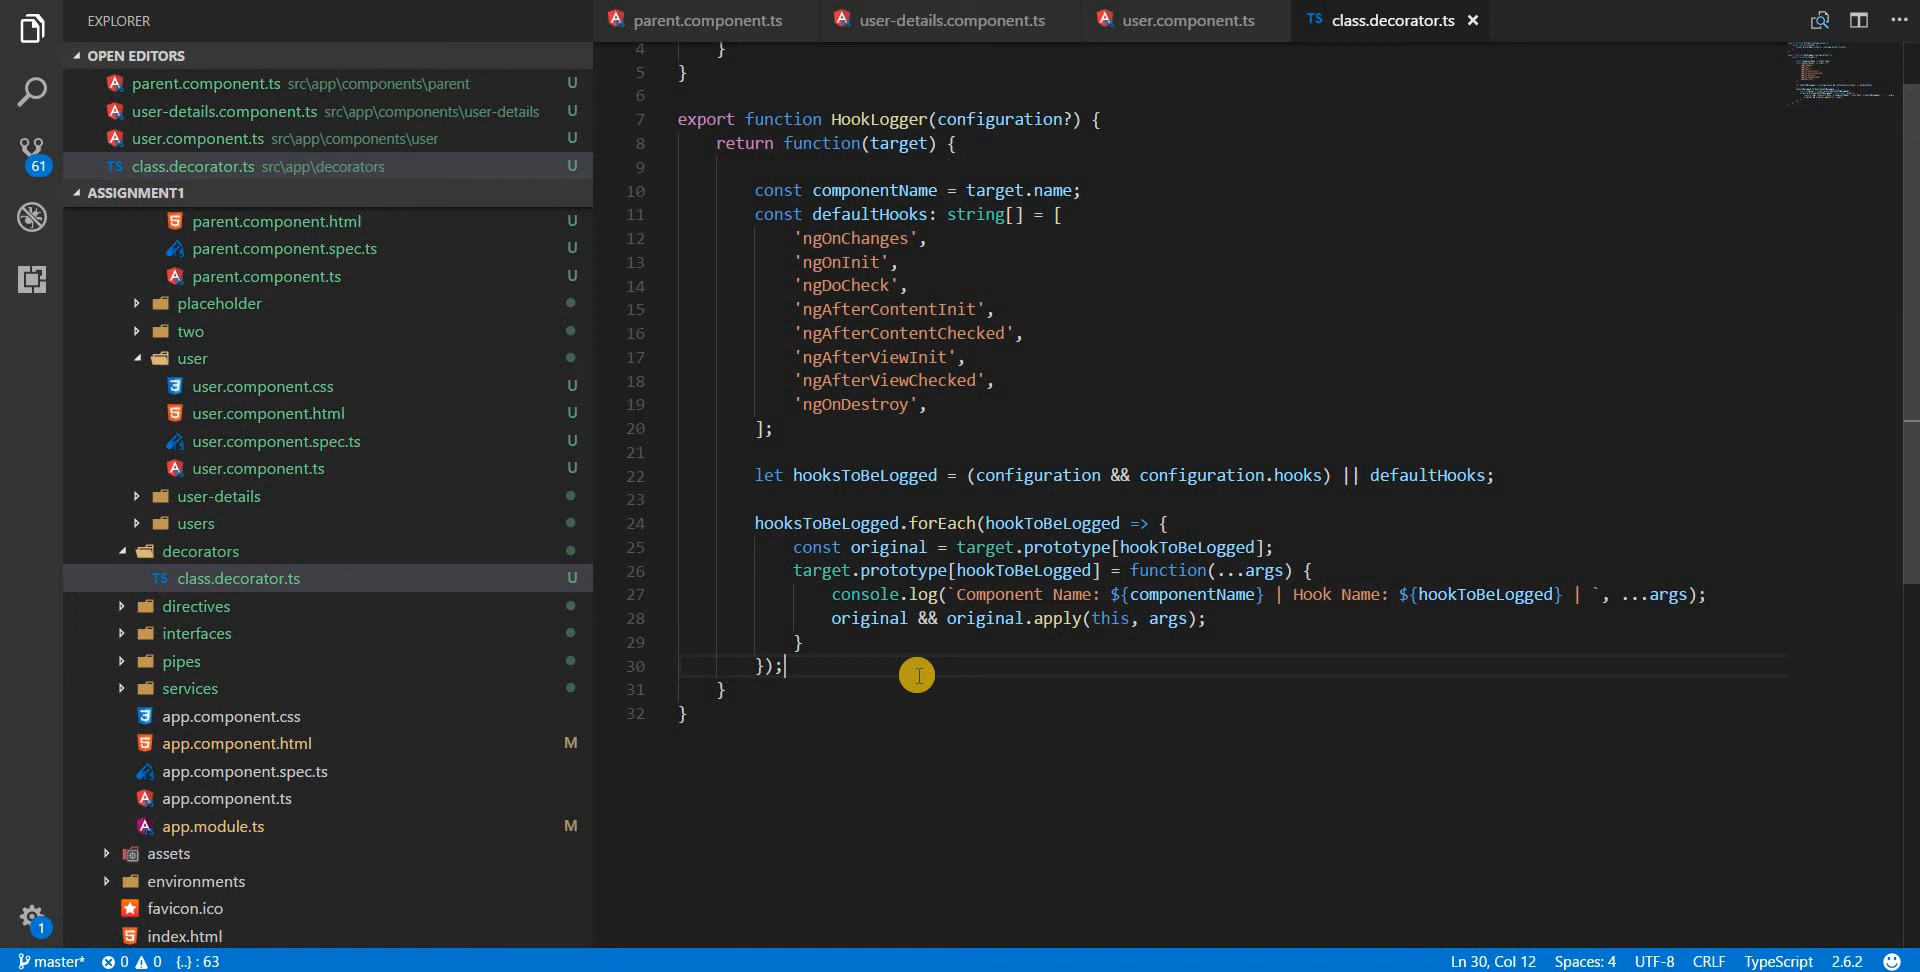 EXPLORER
OPEN EDITORS
parent.component.ts src\app\components\parent U
user-details.component.ts src\app\components\user-details U
user.component.ts src\app\components\user U
TS class.decorator.ts src\app\decorators U
ASSIGNMENT1
parent.component.html U
parent.component.spec.ts U
parent.component.ts U
placeholder
two
user
user.component.css U
user.component.html U
user.component.spec.ts U
user.component.ts U
user-details
users
decorators
TS class.decorator.ts U
directives
interfaces
pipes
services
app.component.css
app.component.html M
app.component.spec.ts
app.component.ts
app.module.ts M
assets
environments
favicon.ico
index.html
61
1
parent.component.ts user-details.component.ts user.component.ts TS class.decorator.ts
4 }
5 }
6
7 export function HookLogger(configuration?) {
8 return function(target) {
9
10 const componentName = target.name;
11 const defaultHooks: string[] = [
12 'ngOnChanges',
13 'ngOnInit',
14 'ngDoCheck',
15 'ngAfterContentInit',
16 'ngAfterContentChecked',
17 'ngAfterViewInit',
18 'ngAfterViewChecked',
19 'ngOnDestroy',
20 ];
21
22 let hooksToBeLogged = (configuration && configuration.hooks) || defaultHooks;
23
24 hooksToBeLogged.forEach(hookToBeLogged => {
25 const original = target.prototype[hookToBeLogged];
26 target.prototype[hookToBeLogged] = function(...args) {
27 console.log(`Component Name: ${componentName} | Hook Name: ${hookToBeLogged} | `, ...args);
28 original && original.apply(this, args);
29 }
30 });
31 }
32 }
master* 0 0 {..} : 63 Ln 30, Col 12 Spaces: 4 UTF-8 CRLF TypeScript 2.6.2